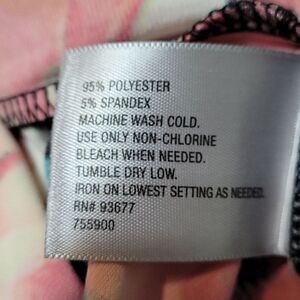 95% POLYESTER
5% SPANDEX
MACHINE WASH COLD.
USE ONLY NON-CHLORINE
BLEACH WHEN NEEDED.
TUMBLE DRY LOW.
IRON ON LOWEST SETTING AS NEEDED.
RN# 93677
755900